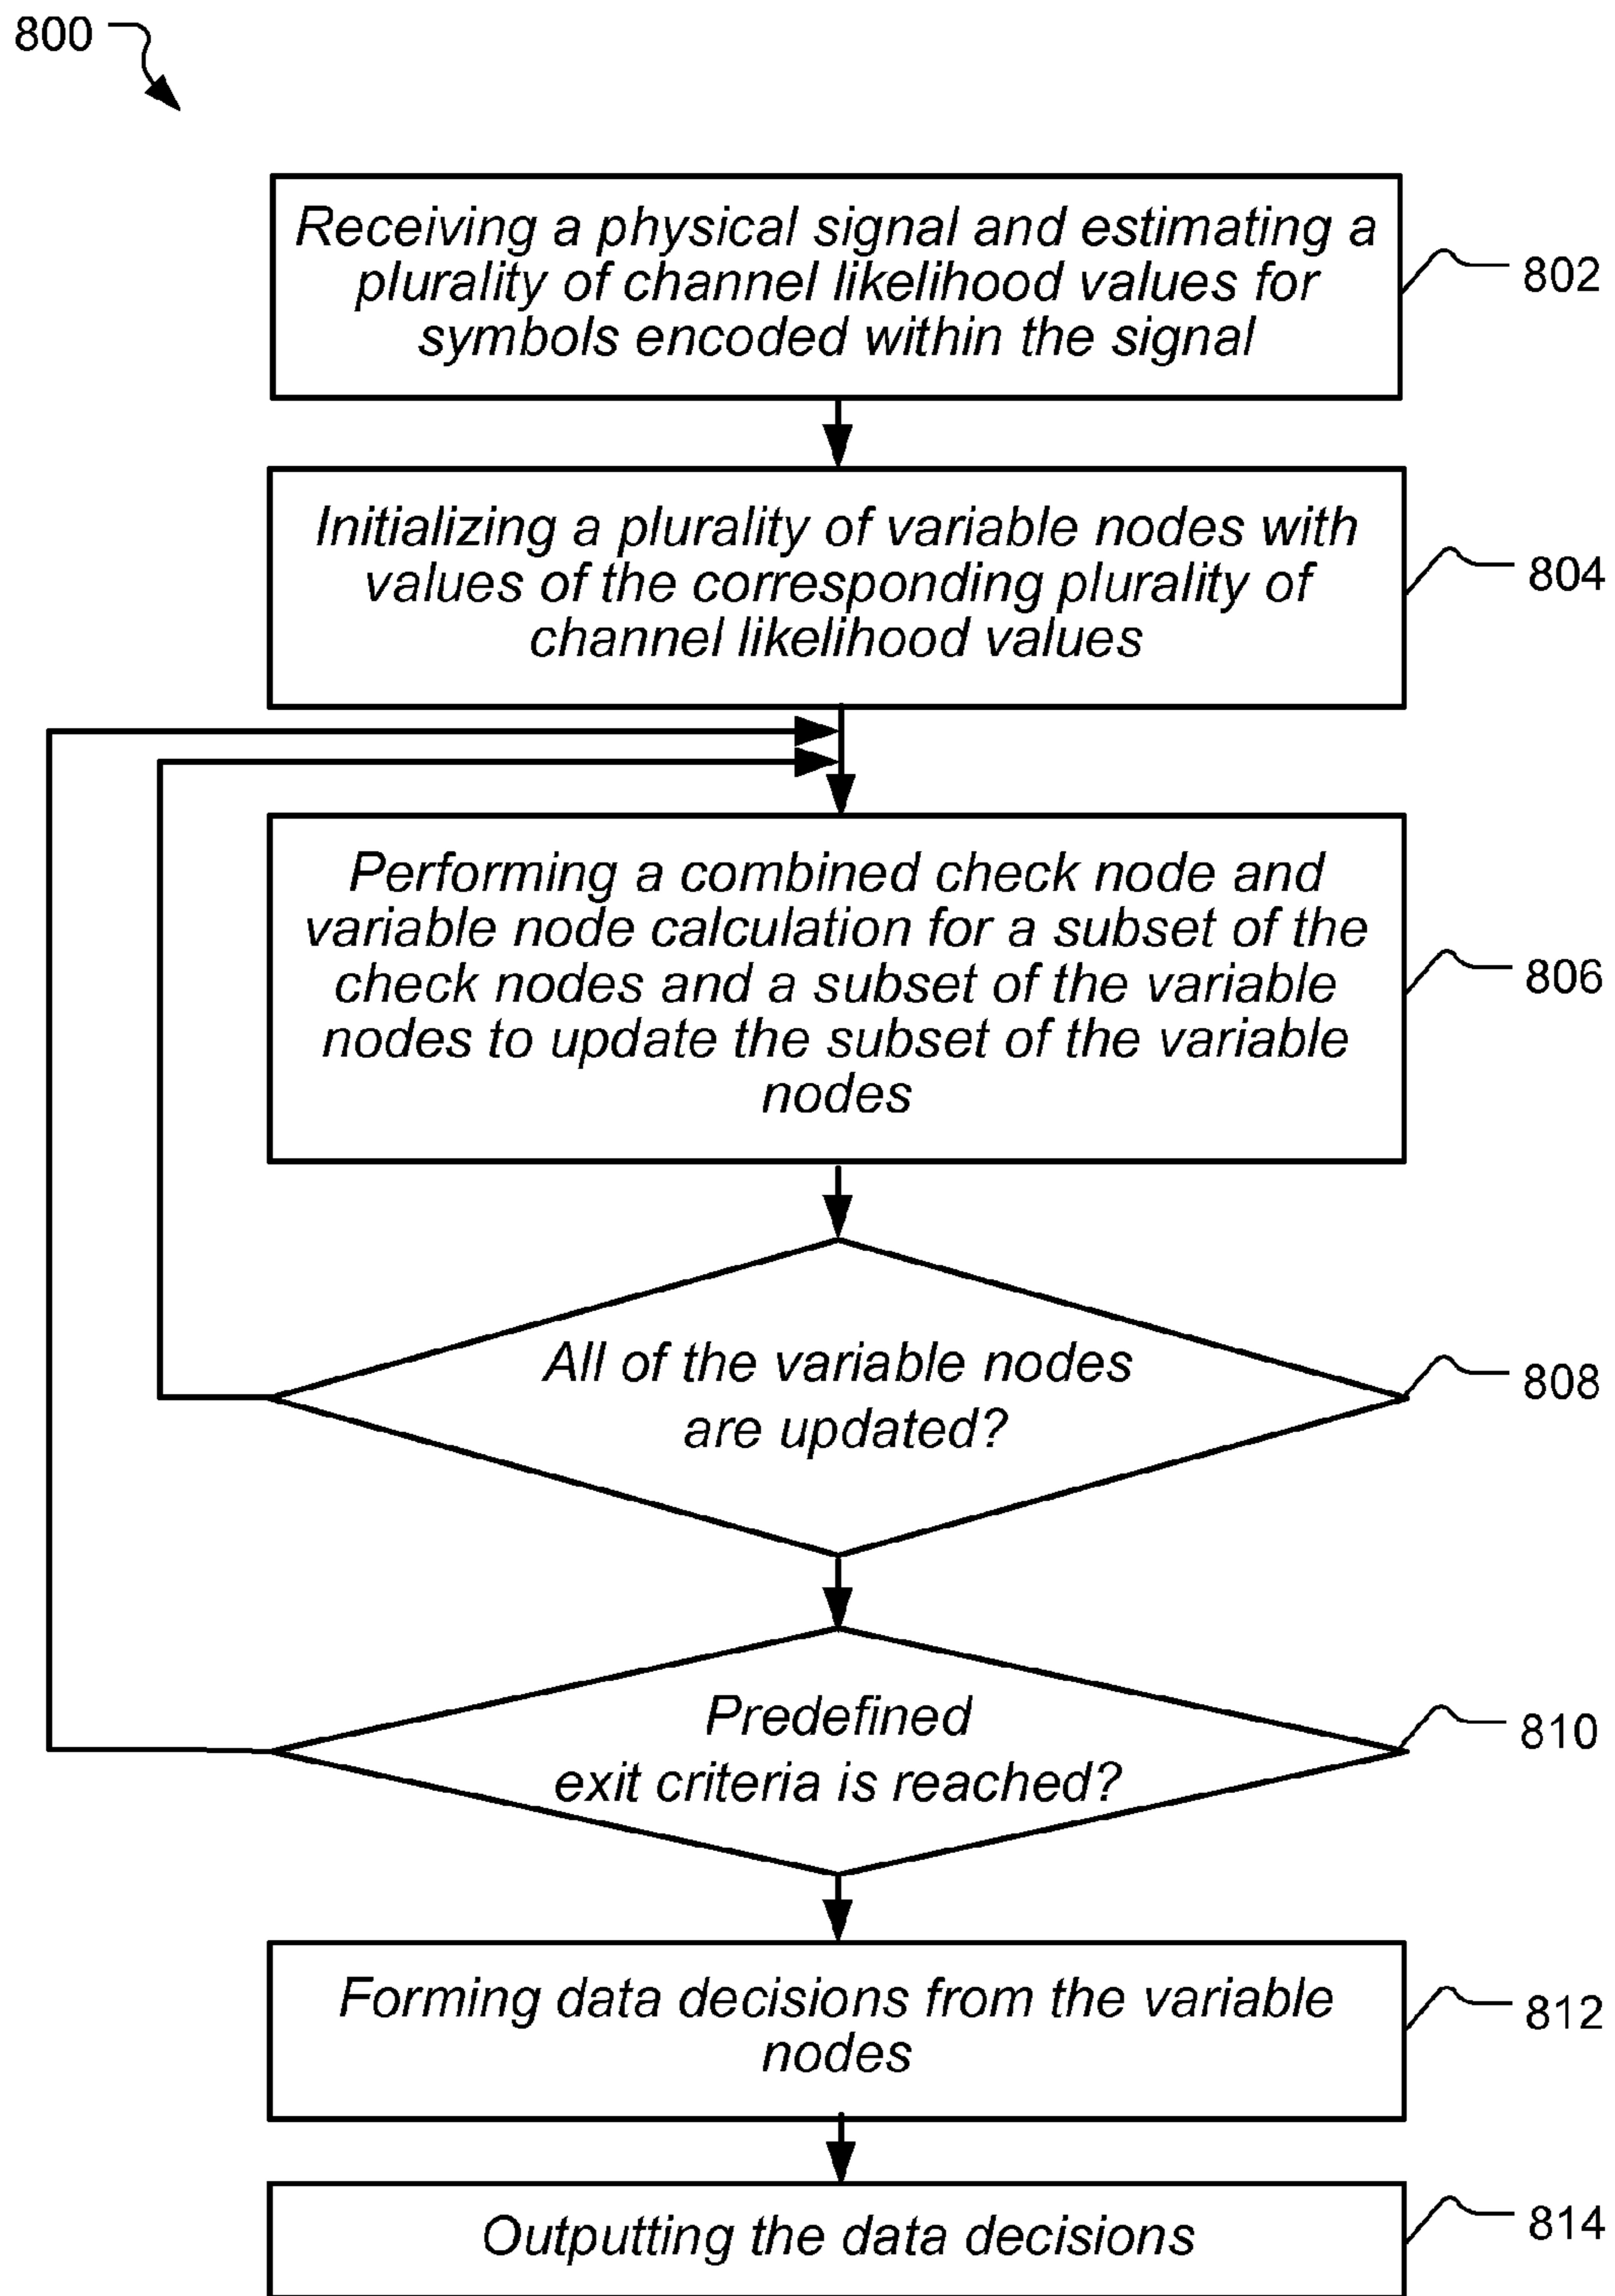 800
Receiving a physical signal and estimating a
plurality of channel likelihood values for
symbols encoded within the signal
802
Initializing a plurality of variable nodes with
values of the corresponding plurality of
channel likelihood values
804
Performing a combined check node and
variable node calculation for a subset of the
check nodes and a subset of the variable
nodes to update the subset of the variable
nodes
806
All of the variable nodes
are updated?
808
Predefined
exit criteria is reached?
810
Forming data decisions from the variable
nodes
812
Outputting the data decisions
814